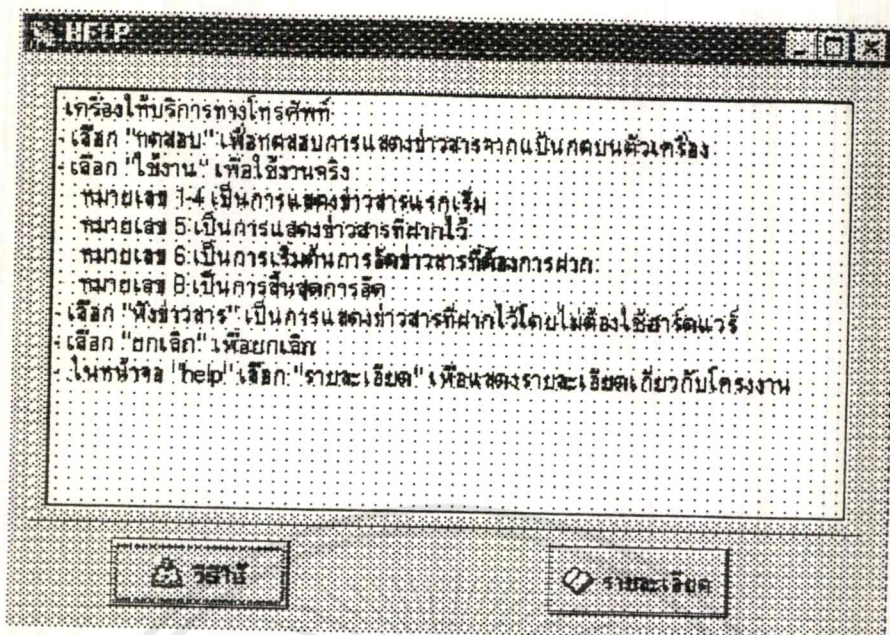 HELP
เครื่องให้บริการทางโทรศัพท์
- เลือก "ทดสอบ" เพื่อทดสอบการแสดงข่าวสารจากแป้นกดบนตัวเครื่อง
- เลือก "ใช้งาน" เพื่อใช้งานจริง
หมายเลข 1-4 เป็นการแสดงข่าวสารแรกเริ่ม
หมายเลข 5 เป็นการแสดงข่าวสารที่ฝากไว้
หมายเลข 6 เป็นการเริ่มต้นการอัดข่าวสารที่ต้องการฝาก
หมายเลข 8 เป็นการสิ้นสุดการอัด
- เลือก "ฟังข่าวสาร" เป็นการแสดงข่าวสารที่ฝากไว้โดยไม่ต้องใช้ฮาร์ดแวร์
- เลือก "ยกเลิก" เพื่อยกเลิก
- ในหน้าจอ "help" เลือก "รายละเอียด" เพื่อแสดงรายละเอียดเกี่ยวกับโครงงาน
วิธีใช้
รายละเอียด